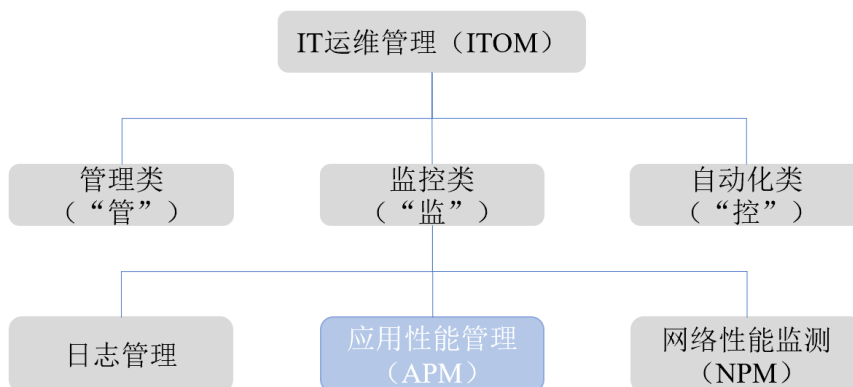 IT运维管理（ITOM）
管理类
（“管”）
监控类
（“监”）
自动化类
（“控”）
日志管理
应用性能管理
（APM）
网络性能监测
（NPM）